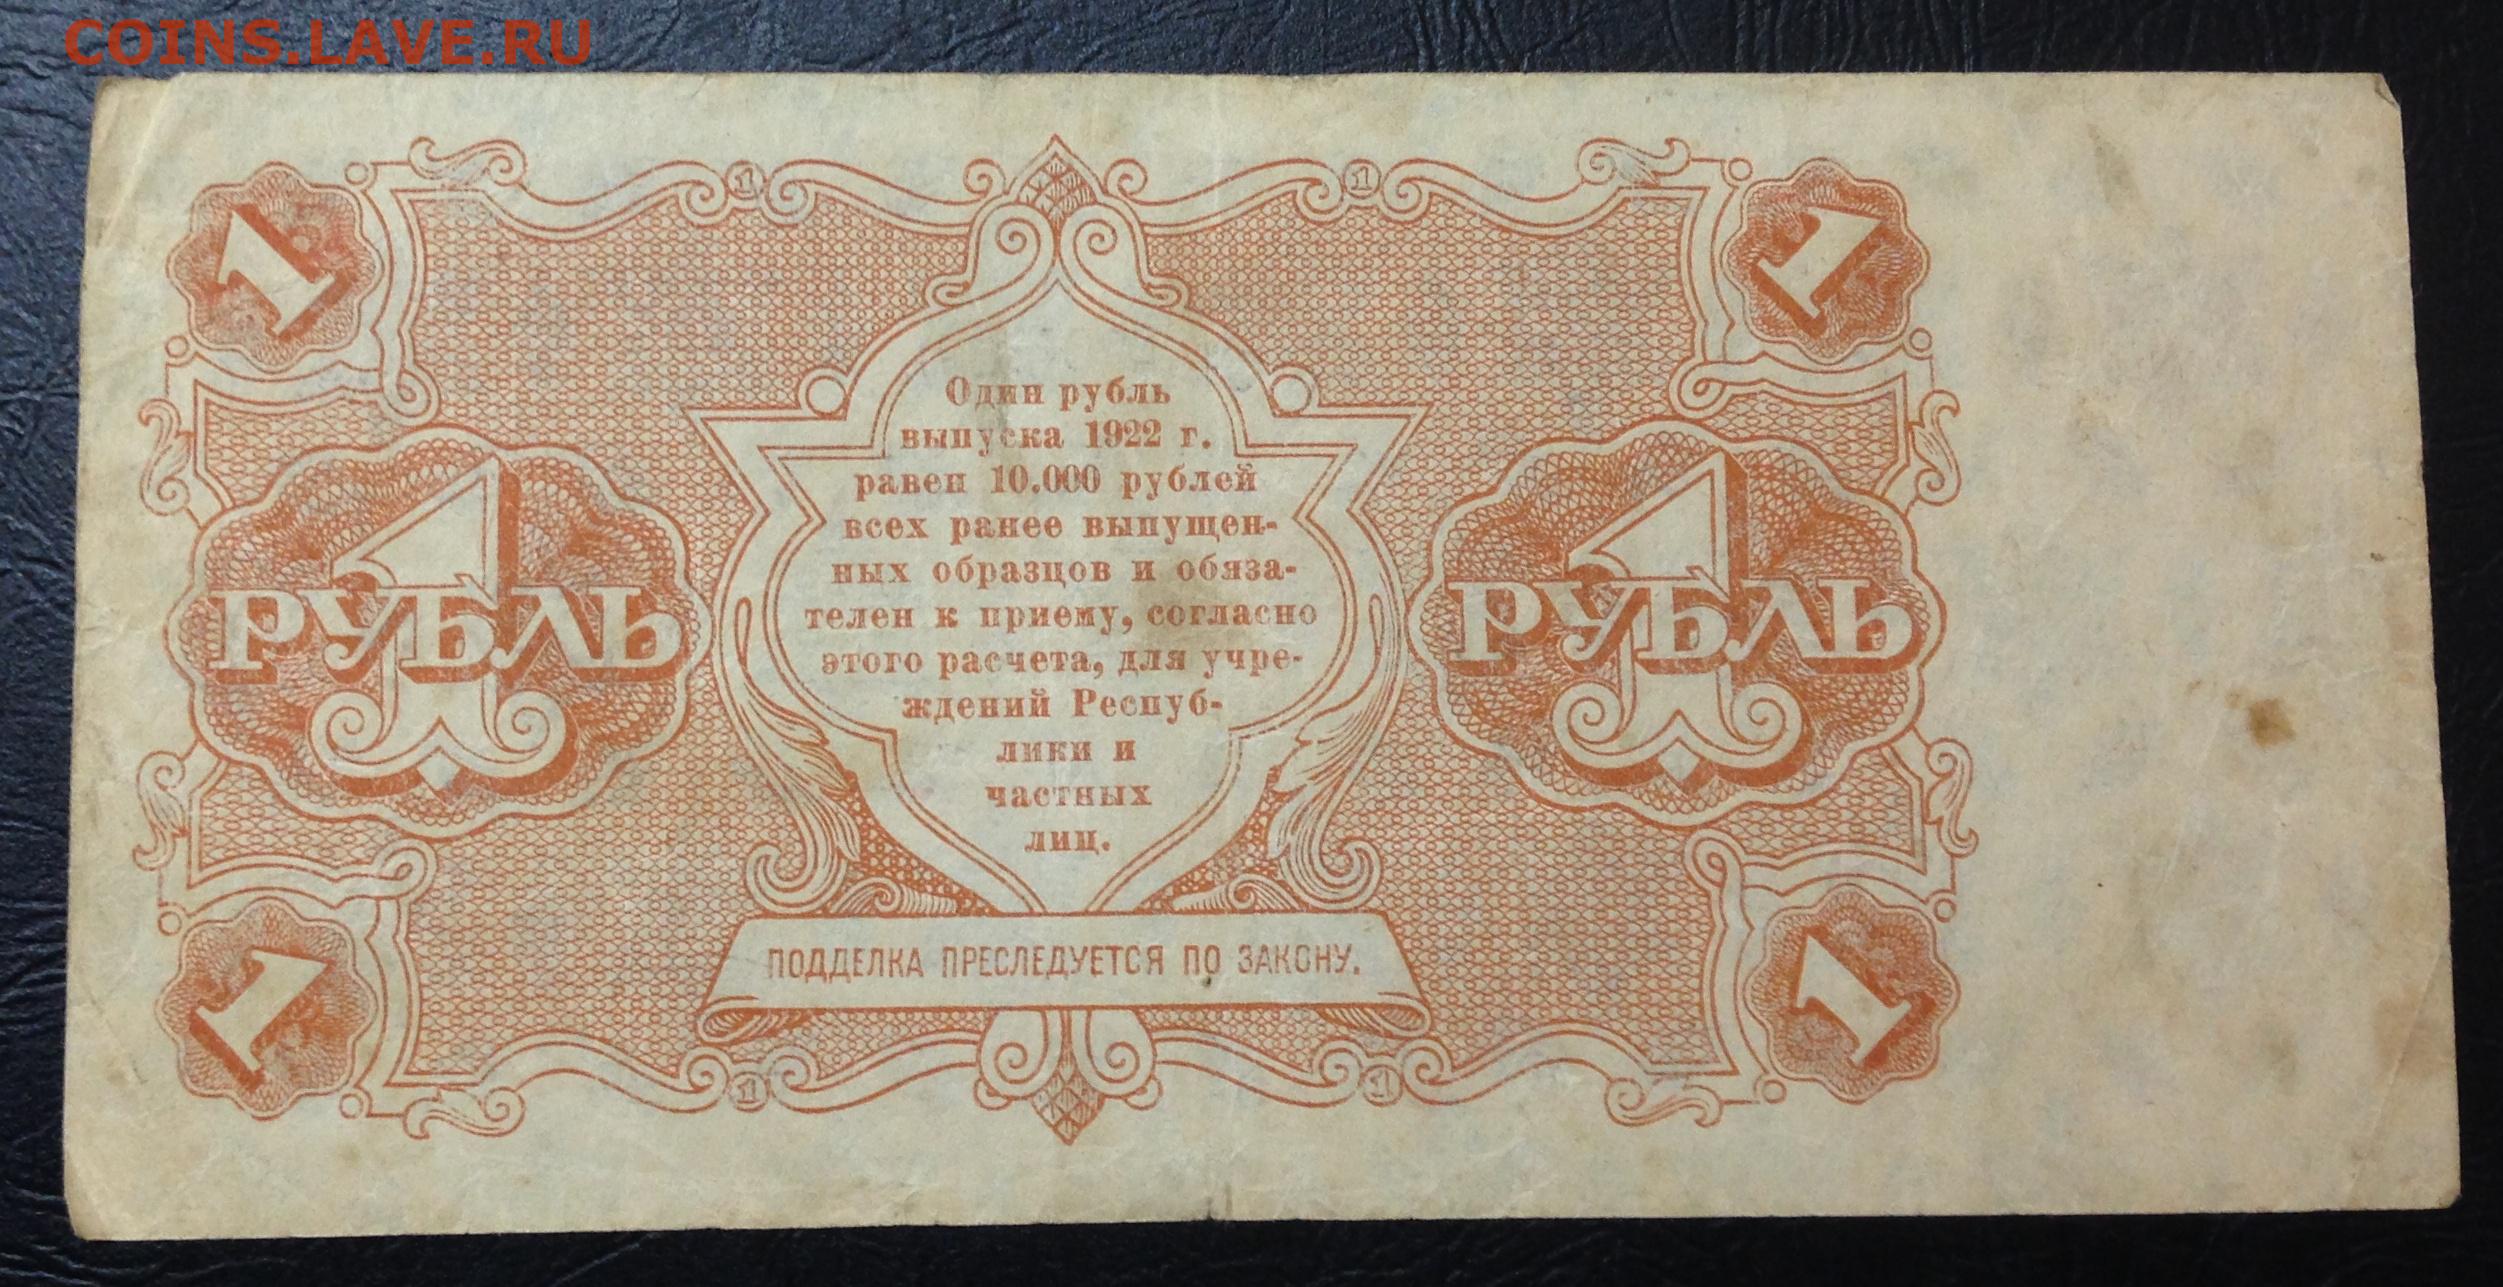 COINS.LAVE.RU
1 1 1 1
Один рубль
выпуска 1922 г.
равен 10.000 рублей
всех ранее выпущен-
ных образцов и обяза-
телен к приему, согласно
этого расчета, для учре-
ждений Респуб-
лики и
частных
лиц.
1 РУБЛЬ
1 РУБЛЬ
ПОДДЕЛКА ПРЕСЛЕДУЕТСЯ ПО ЗАКОНУ.
1 1 1 1